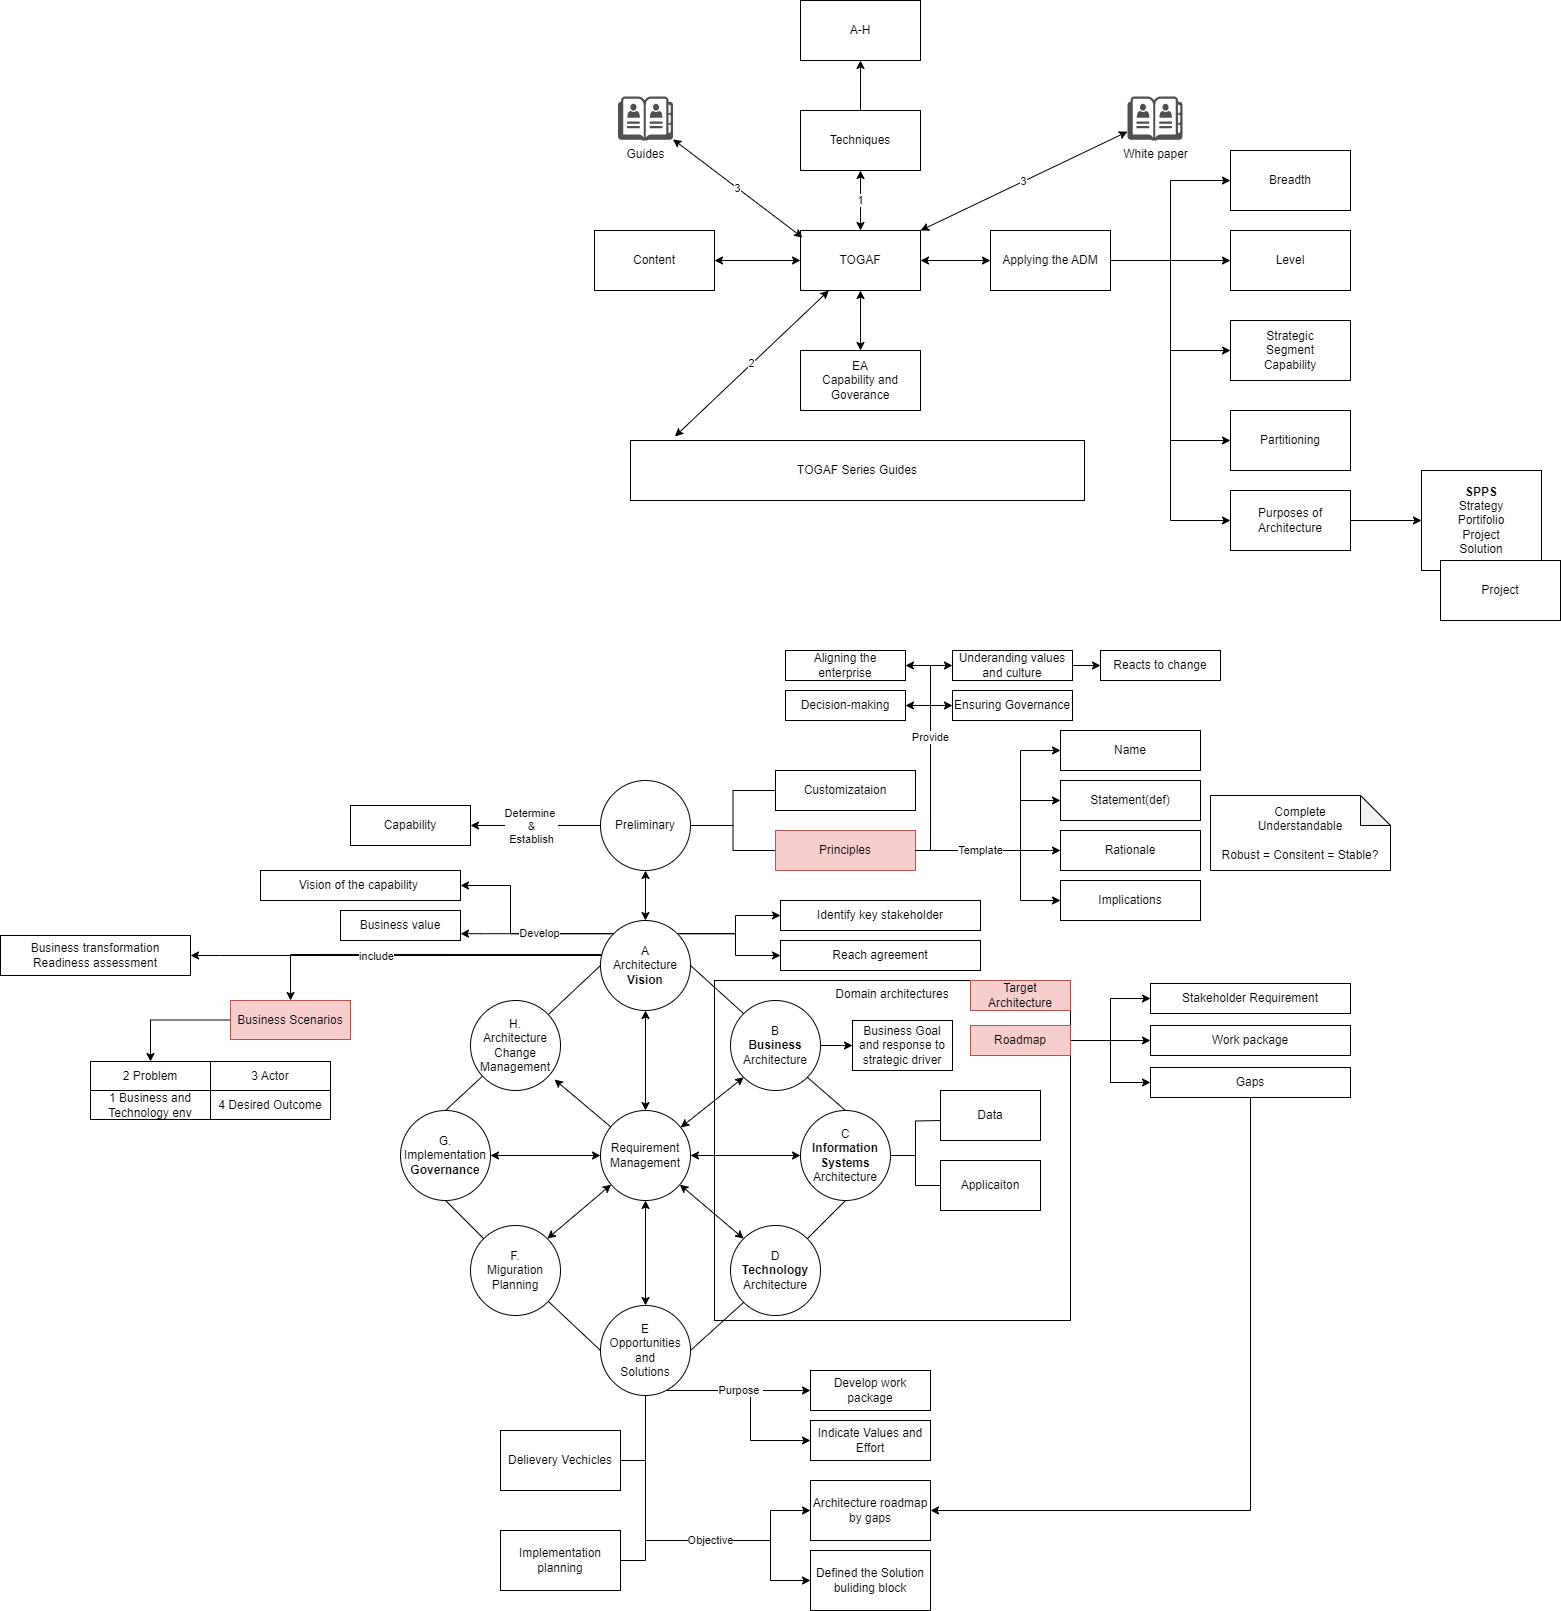 A-H
Guides
Techniques
White paper
3
1
3
Breadth
Content
TOGAF
Applying the ADM
Level
2
EA
Capability and
Goverance
Strategic
Segment
Capability
Partitioning
TOGAF Series Guides
Purposes of
Architecture
SPPS
Strategy
Portifolio
Project
Solution
Project
Aligning the
enterprise
Underanding values
and culture
Reacts to change
Decision-making
Ensuring Governance
Provide
Name
Customizataion
Statement(def)
Complete
Understandable
Robust = Consitent = Stable?
Capability
Determine
&
Establish
Preliminary
Principles
Template
Rationale
Implications
Vision of the capability
Business value
Develop
Identify key stakeholder
Business transformation
Readiness assessment
include
A
Architecture
Vision
Reach agreement
Business Scenarios
Domain architectures
Target
Architecture
Stakeholder Requirement
H.
Architecture
Change
Management
B
Business
Architecture
Business Goal
and response to
strategic driver
Roadmap
Work package
2 Problem
3 Actor
1 Business and
Technology env
4 Desired Outcome
Gaps
Data
G.
Implementation
Governance
Requirement
Management
C
Information
Systems
Architecture
Applicaiton
F.
Miguration
Planning
D
Technology
Architecture
E
Opportunities
and
Solutions
Purpose
Develop work
package
Indicate Values and
Effort
Delievery Vechicles
Architecture roadmap
by gaps
Objective
Implementation
planning
Defined the Solution
buliding block